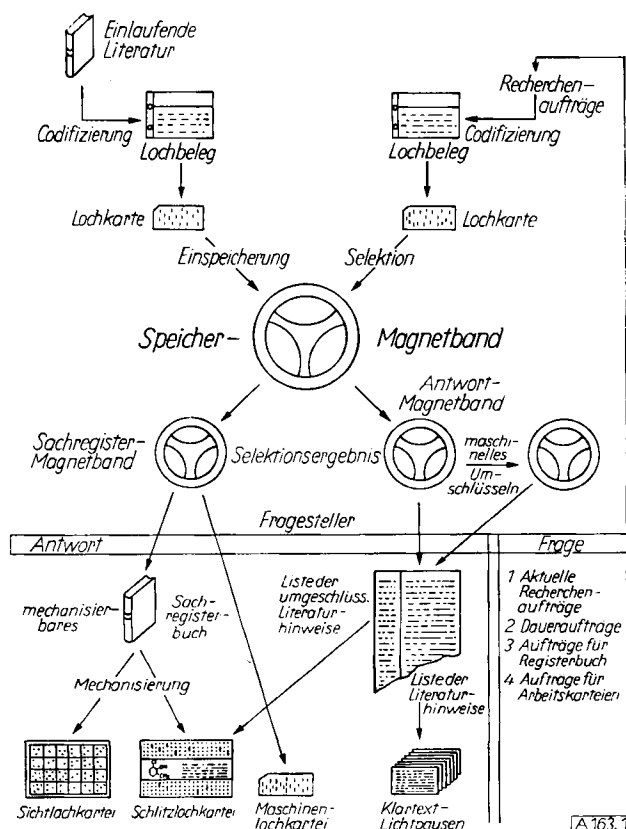 Einlaufende
Literatur
Recherchen-
aufträge
Codifizierung
Codifizierung
Lochbeleg
Lochbeleg
Lochkarte
Lochkarte
Einspeicherung
Selektion
Speicher-
Magnetband
Antwort-
Magnetband
Sachregister-
Magnetband
Selektionsergebnis
maschi-
nelles
Um-
schlüsseln
Fragesteller
Antwort
Frage
mechanisier-
bares
Sach-
register-
buch
Liste der
umgeschlüss.
Literatur-
hinweise
1 Aktuelle
Recherchen-
aufträge
2 Daueraufträge
3 Aufträge für
Registerbuch
4 Aufträge für
Arbeitskarteien
Mechanisierung
Liste der
Literatur-
hinweise
Sichtlochkartei
Schlitzlochkartei
Maschinen-
lochkartei
Klartext-
Lichtpausen
A 163.1